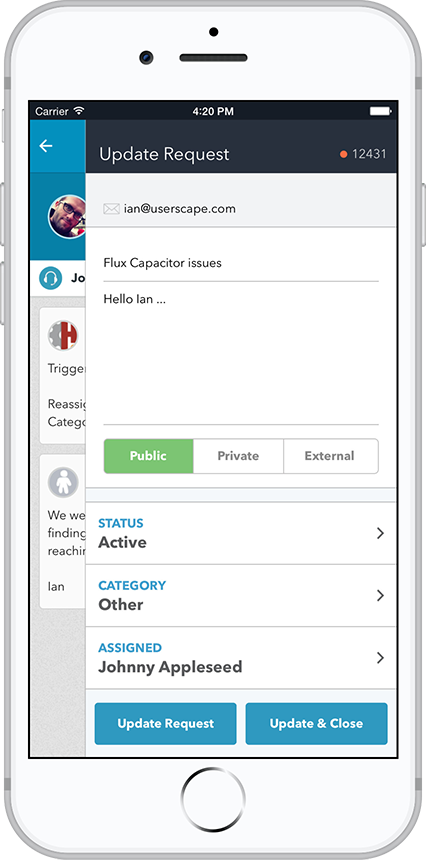 Carrier 4:20 PM
Update Request 12431
ian@userscape.com
Flux Capacitor issues
Hello Ian ...
Public Private External
STATUS
Active
CATEGORY
Other
ASSIGNED
Johnny Appleseed
Update Request Update & Close
Jo
H
Trigge
Reassig
Catego
We we
finding
reachin
Ian